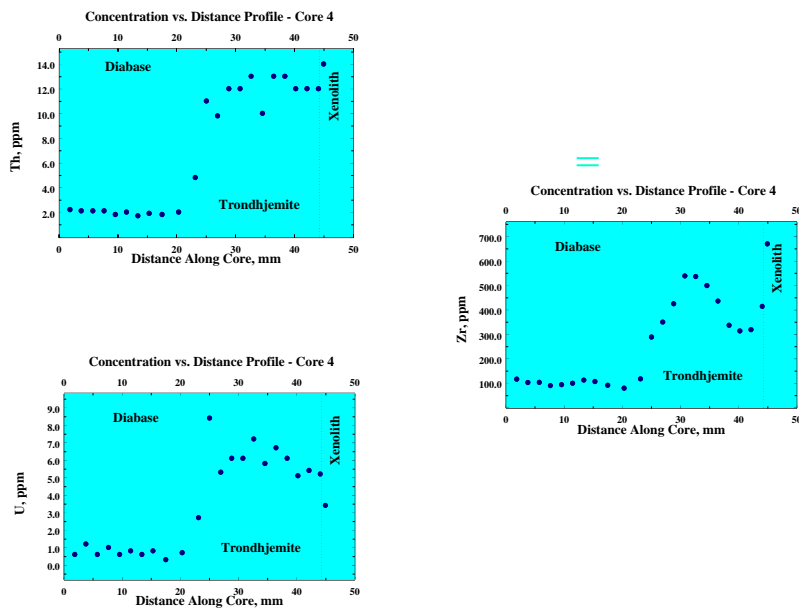 Concentration vs. Distance Profile - Core 4
0 10 20 30 40 50
14.0
12.0
10.0
8.0
6.0
4.0
2.0
Th, ppm
Diabase
Xenolith
Trondhjemite
0 10 20 30 40 50
Distance Along Core, mm
Concentration vs. Distance Profile - Core 4
0 10 20 30 40 50
700.0
600.0
500.0
400.0
300.0
200.0
100.0
Zr, ppm
Diabase
Xenolith
Trondhjemite
0 10 20 30 40 50
Distance Along Core, mm
Concentration vs. Distance Profile - Core 4
0 10 20 30 40 50
9.0
8.0
7.0
6.0
5.0
4.0
3.0
2.0
1.0
0.0
U, ppm
Diabase
Xenolith
Trondhjemite
0 10 20 30 40 50
Distance Along Core, mm